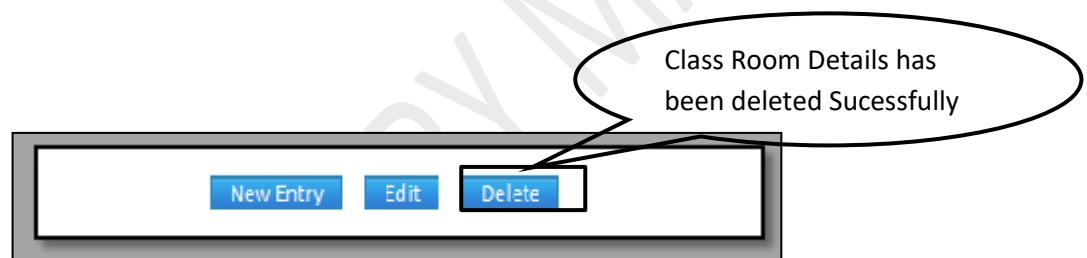 Class Room Details has
been deleted Sucessfully
New Entry Edit Delete